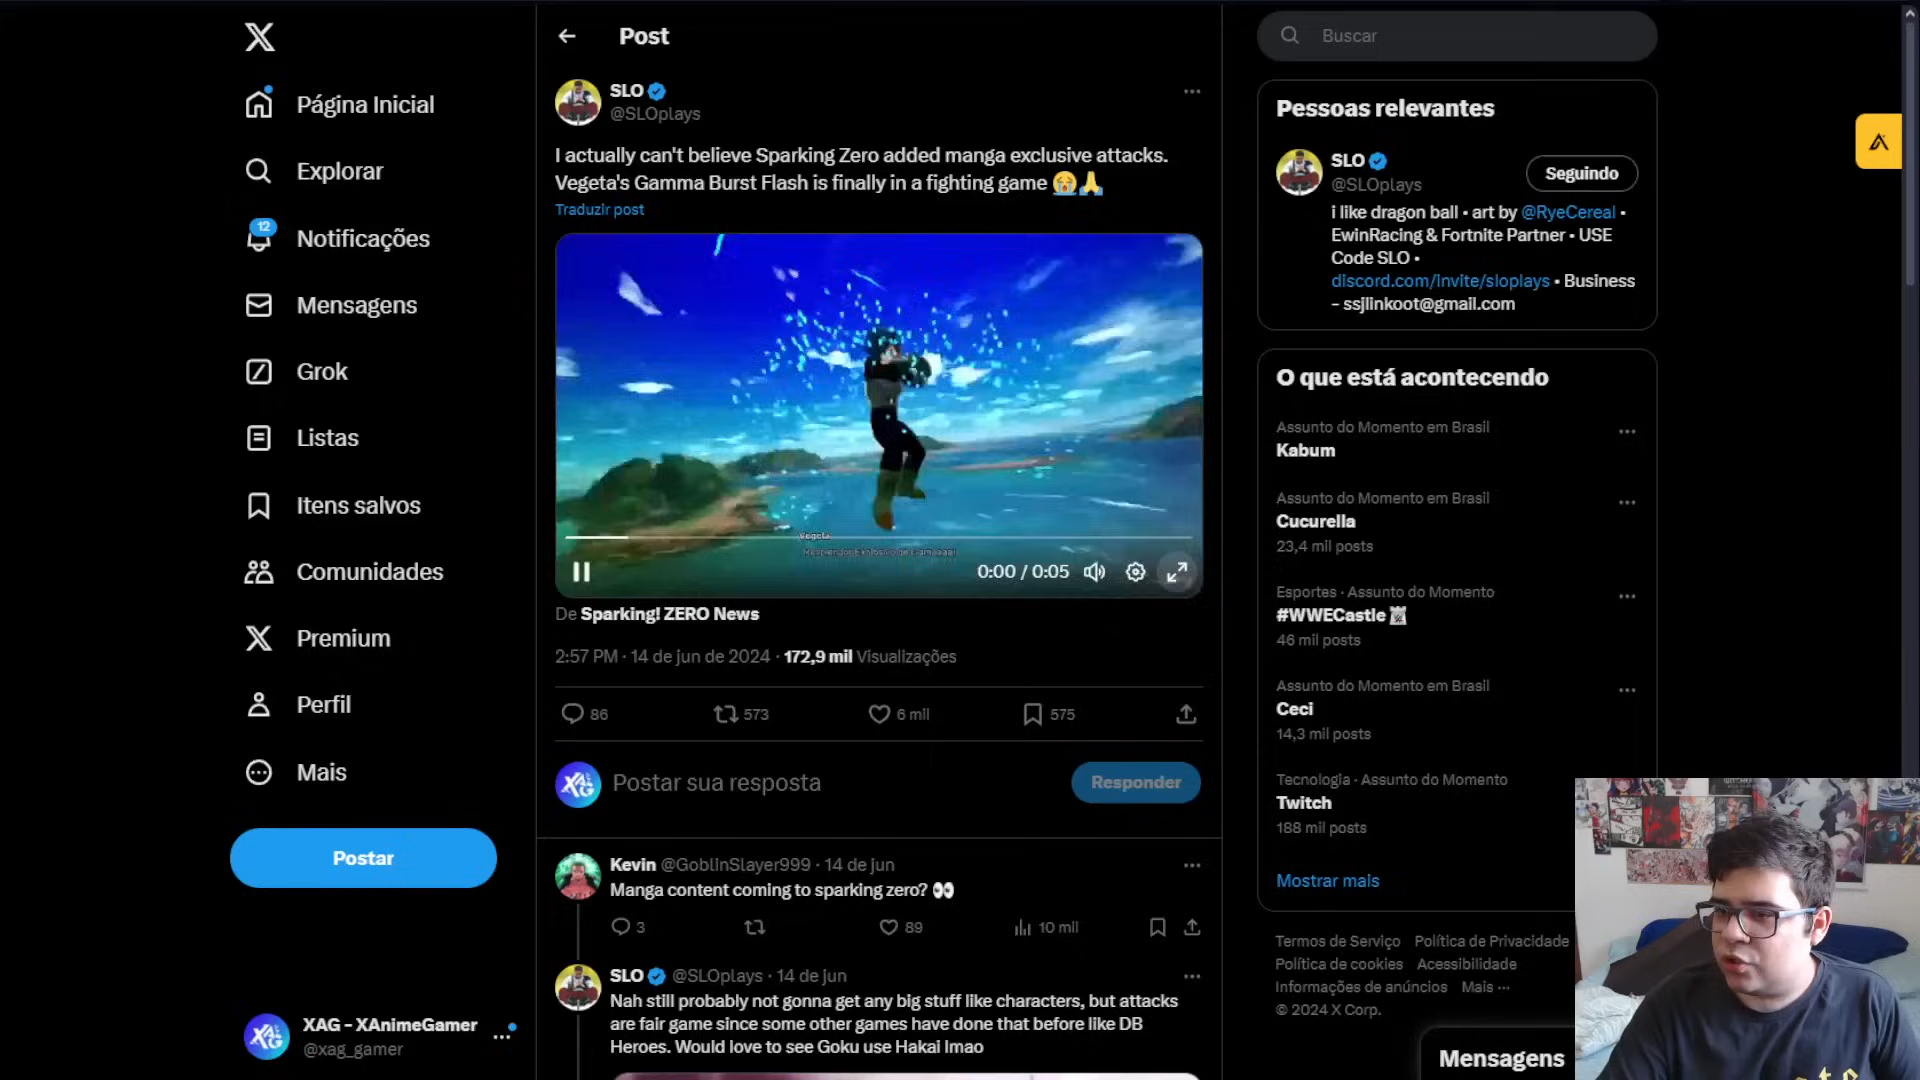 Página Inicial
Explorar
12
Notificações
Mensagens
Grok
Listas
Itens salvos
Comunidades
Premium
Perfil
Mais
Postar
XAG - XAnimeGamer
@xag_gamer
Post
SLO
@SLOplays
I actually can't believe Sparking Zero added manga exclusive attacks.
Vegeta's Gamma Burst Flash is finally in a fighting game 😭🙏
Traduzir post
Vegeta
0:00 / 0:05
De Sparking! ZERO News
2:57 PM · 14 de jun de 2024 · 172,9 mil Visualizações
86 573 6 mil 575
XAG
Postar sua resposta
Responder
Kevin @GoblinSlayer999 · 14 de jun
Manga content coming to sparking zero? 👀
3 89 10 mil
SLO @SLOplays · 14 de jun
Nah still probably not gonna get any big stuff like characters, but attacks
are fair game since some other games have done that before like DB
Heroes. Would love to see Goku use Hakai lmao
Buscar
Pessoas relevantes
SLO
@SLOplays
Seguindo
i like dragon ball • art by @RyeCereal •
EwinRacing & Fortnite Partner • USE
Code SLO •
discord.com/invite/sloplays • Business
- ssjlinkoot@gmail.com
O que está acontecendo
Assunto do Momento em Brasil
Kabum
Assunto do Momento em Brasil
Cucurella
23,4 mil posts
Esportes · Assunto do Momento
#WWECastle
46 mil posts
Assunto do Momento em Brasil
Ceci
14,3 mil posts
Tecnologia · Assunto do Momento
Twitch
188 mil posts
Mostrar mais
Termos de Serviço Política de Privacidade
Política de cookies Acessibilidade
Informações de anúncios Mais ···
© 2024 X Corp.
Mensagens